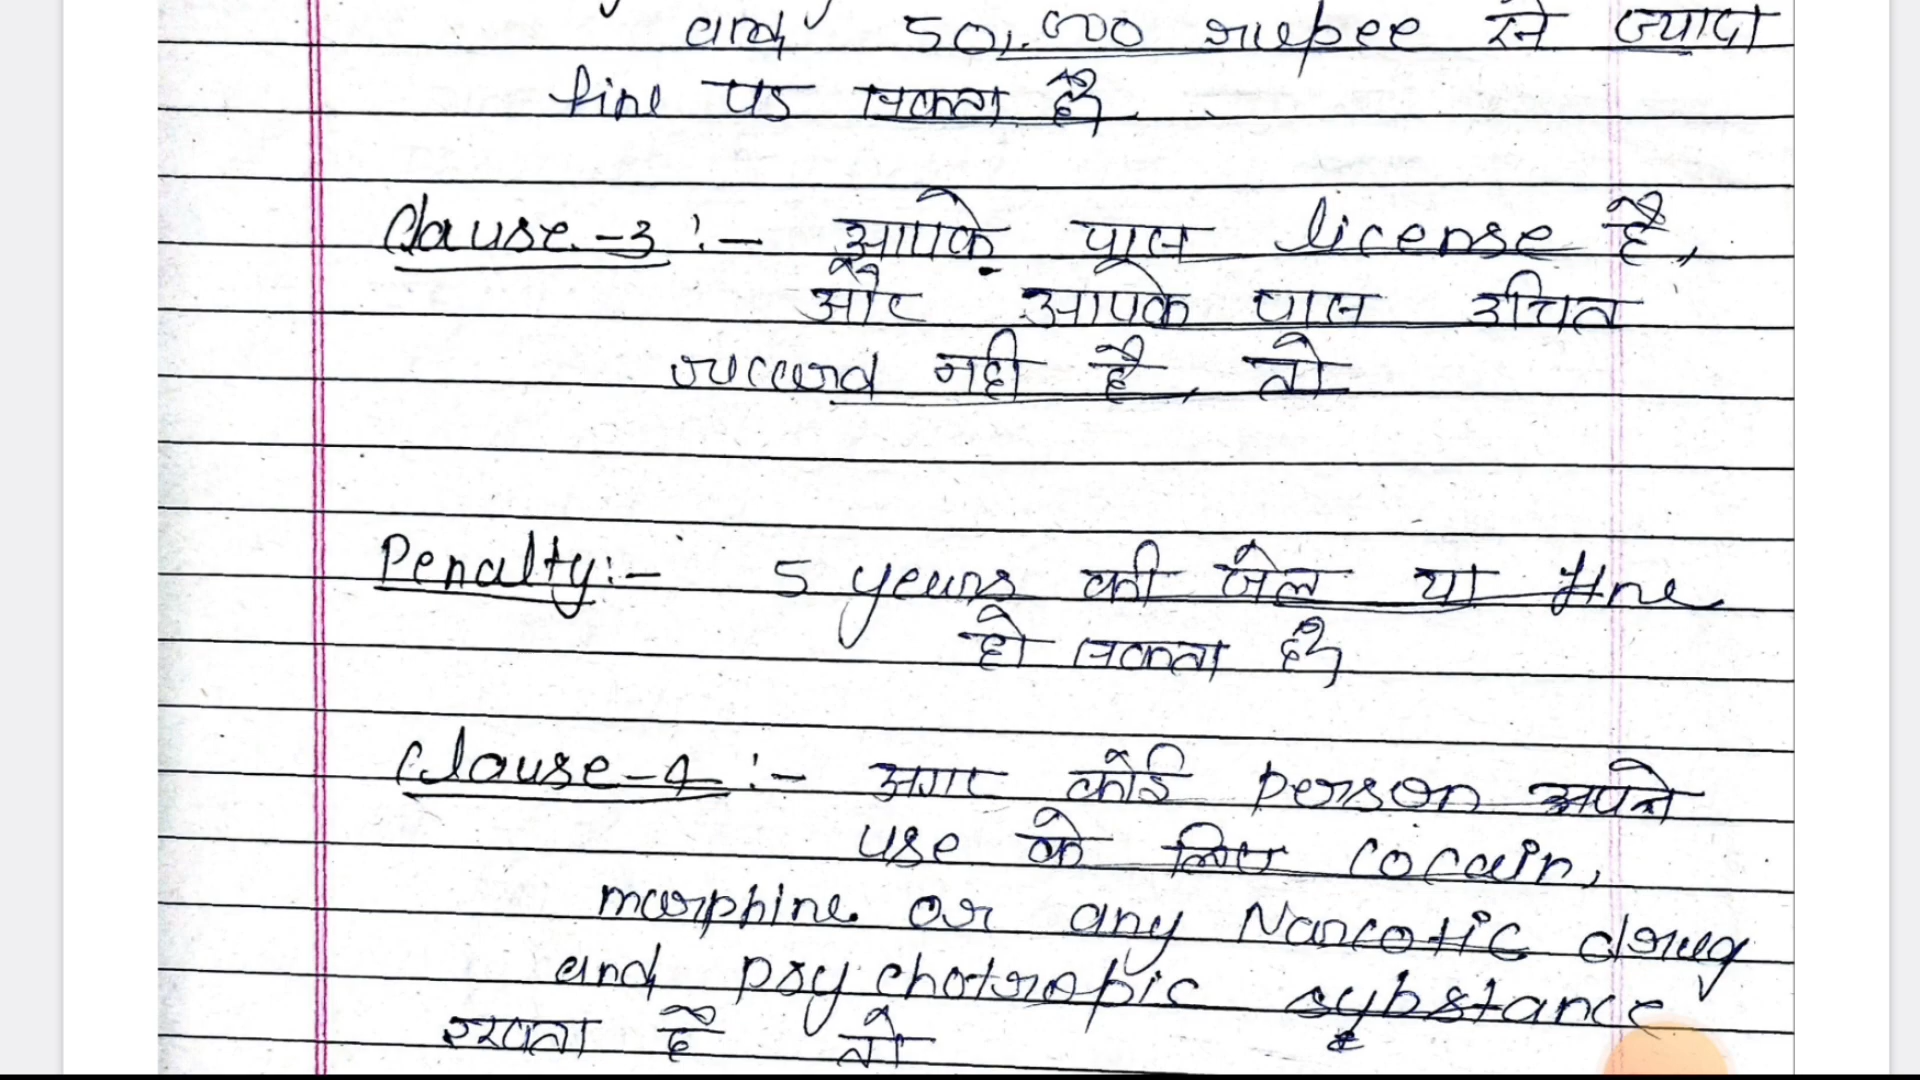 and 50,000 rupee से ज्यादा
fine पड सकता है
Clause-3 :- आपके पास license है,
और आपके पास उचित
reccord नही है, तो
Penalty:- 5 years की जेल या fine
हो सकता है
Clause-4 :- अगर कोई person अपने
use के लिए cocain,
morphine or any Narcotic drug
and psychotropic substance
रखता है तो